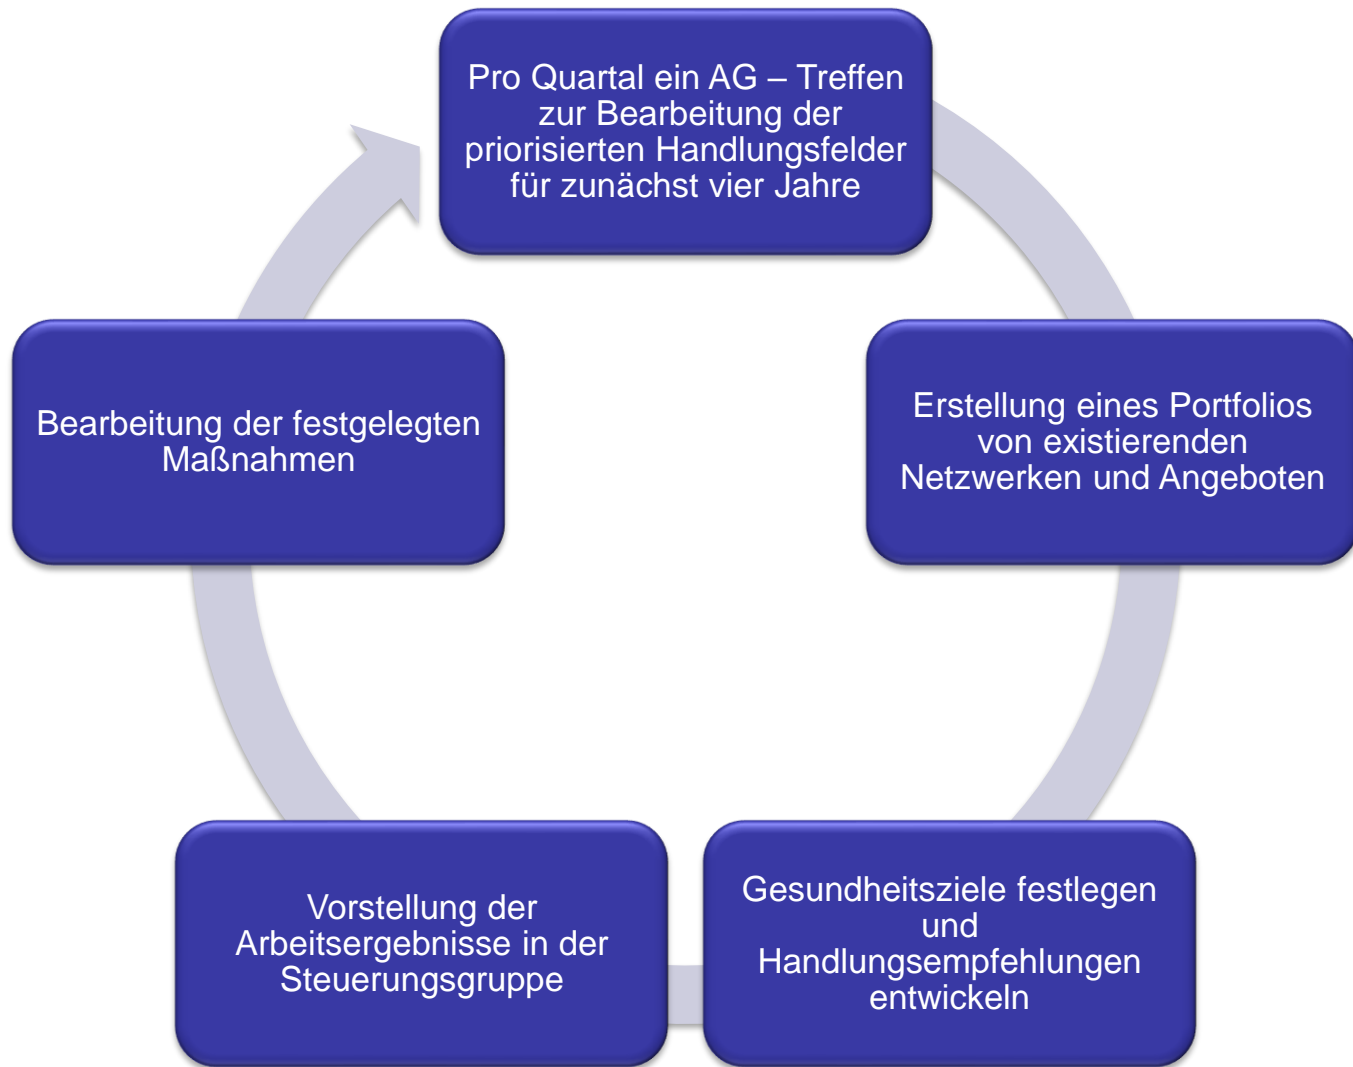 Pro Quartal ein AG – Treffen
zur Bearbeitung der
priorisierten Handlungsfelder
für zunächst vier Jahre
Erstellung eines Portfolios
von existierenden
Netzwerken und Angeboten
Gesundheitsziele festlegen
und
Handlungsempfehlungen
entwickeln
Vorstellung der
Arbeitsergebnisse in der
Steuerungsgruppe
Bearbeitung der festgelegten
Maßnahmen